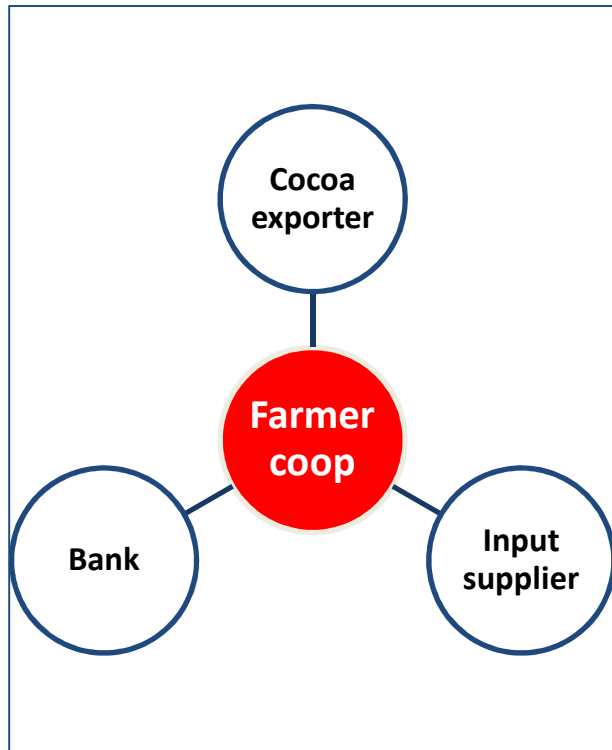 Cocoa
exporter
Farmer
coop
Bank
Input
supplier